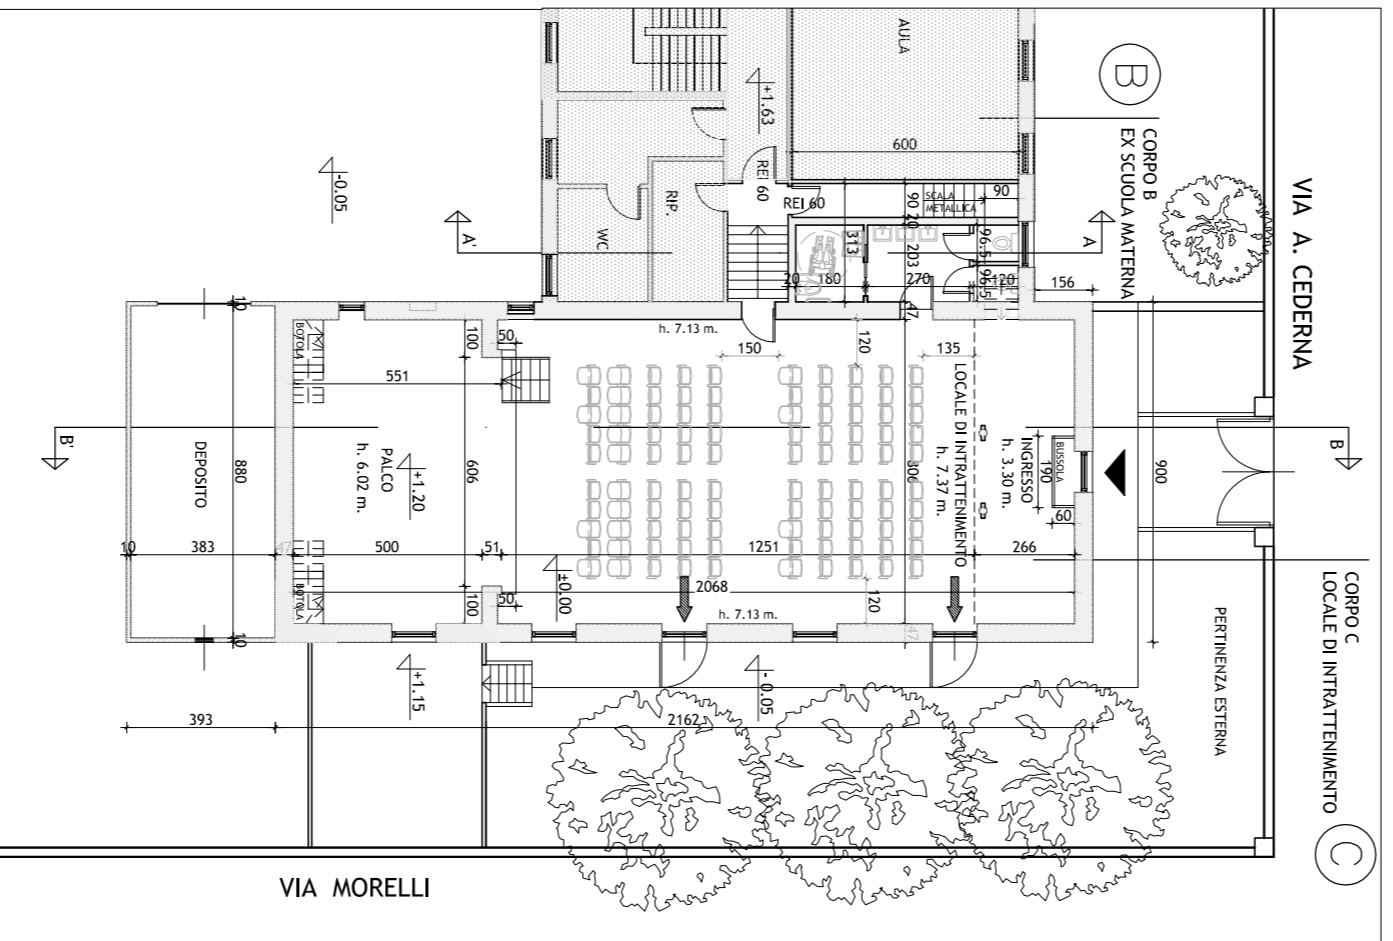 AULA
B
CORPO B
EX SCUOLA MATERNA
VIA A. CEDERNA
+1.63
600
REI 60
REI 60
90
SCALA
METALLICA
90
20
-0.05
RIP.
WC
A'
A
313
203
96.5
96.5
20
180
270
120
156
47
10
h. 7.13 m.
BOTOLA
100
50
150
120
135
551
LOCALE DI INTRATTENIMENTO
h. 7.37 m.
INGRESSO
h. 3.30 m.
BUSSOLA
190
60
900
B'
B
DEPOSITO
880
PALCO
h. 6.02 m.
+1.20
606
806
10
383
47
500
51
1251
266
±0.00
2068
BOTOLA
100
50
120
h. 7.13 m.
47
10
CORPO C
LOCALE DI INTRATTENIMENTO
C
PERTINENZA ESTERNA
+1.15
- 0.05
393
2162
VIA MORELLI